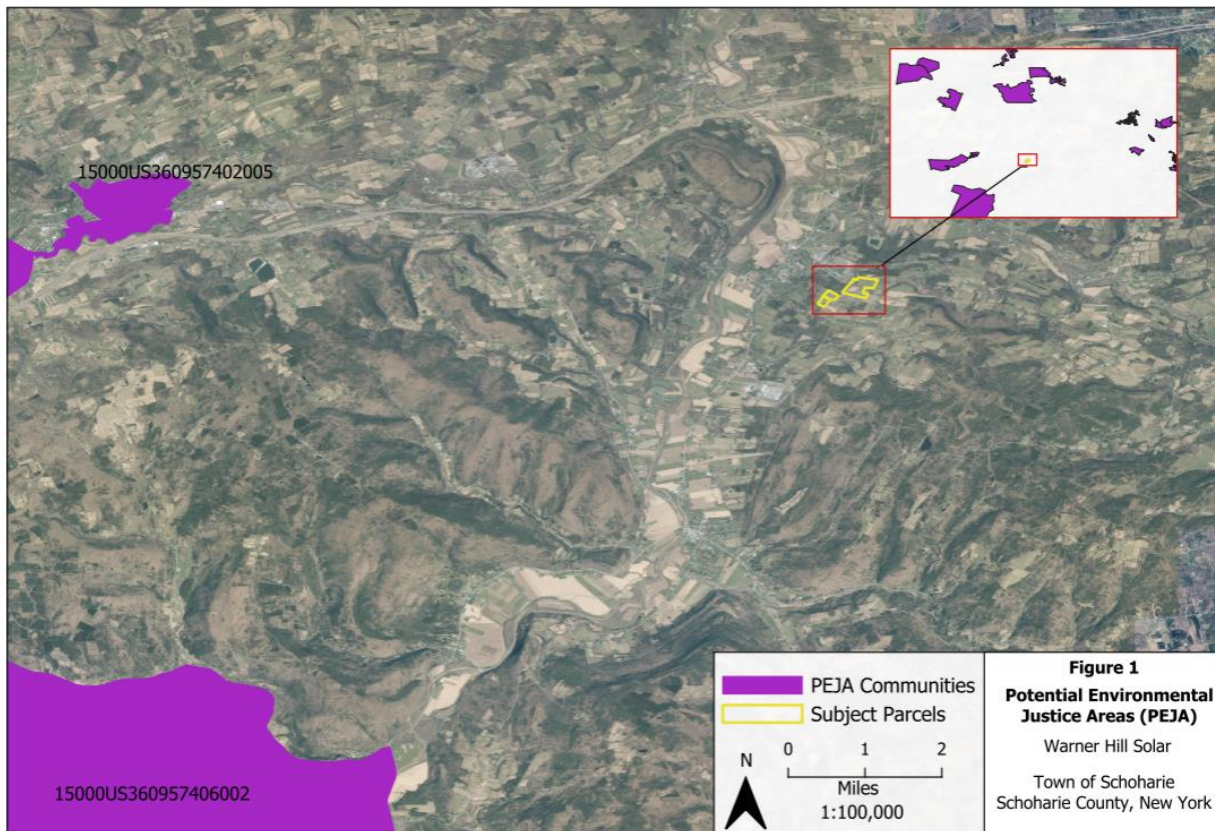 15000US360957402005
15000US360957406002
PEJA Communities
Subject Parcels
N
0 1 2
Miles
1:100,000
Figure 1
Potential Environmental
Justice Areas (PEJA)
Warner Hill Solar
Town of Schoharie
Schoharie County, New York